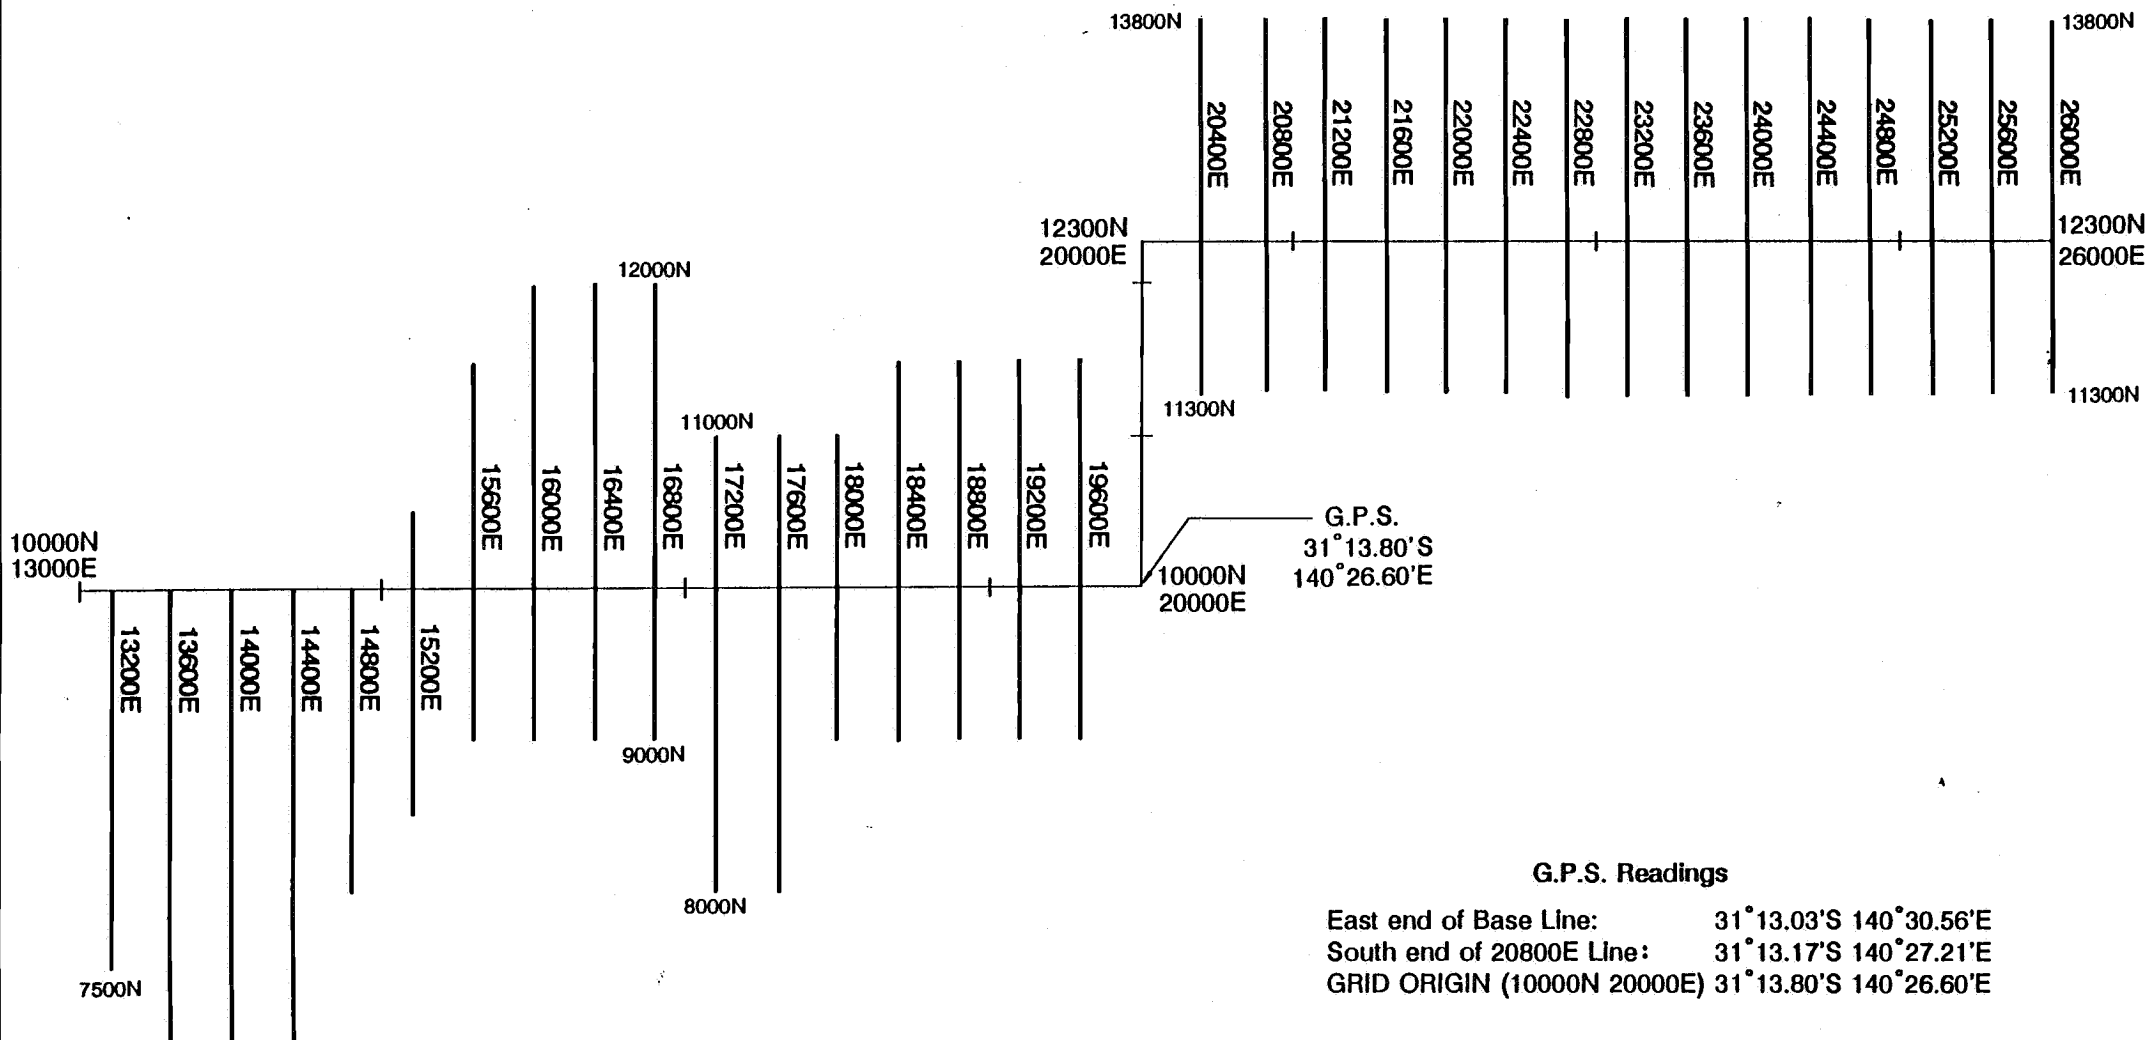 13800N
13800N
20400E
20800E
21200E
21600E
22000E
22400E
22800E
23200E
23600E
24000E
24400E
24800E
25200E
25600E
26000E
12300N
20000E
12300N
26000E
12000N
11300N
11300N
11000N
15600E
16000E
16400E
16800E
17200E
17600E
18000E
18400E
18800E
19200E
19600E
G.P.S.
31°13.80'S
140°26.60'E
10000N
13000E
10000N
20000E
13200E
13600E
14000E
14400E
14800E
15200E
9000N
8000N
7500N
G.P.S. Readings
East end of Base Line: 31°13.03'S 140°30.56'E
South end of 20800E Line: 31°13.17'S 140°27.21'E
GRID ORIGIN (10000N 20000E) 31°13.80'S 140°26.60'E